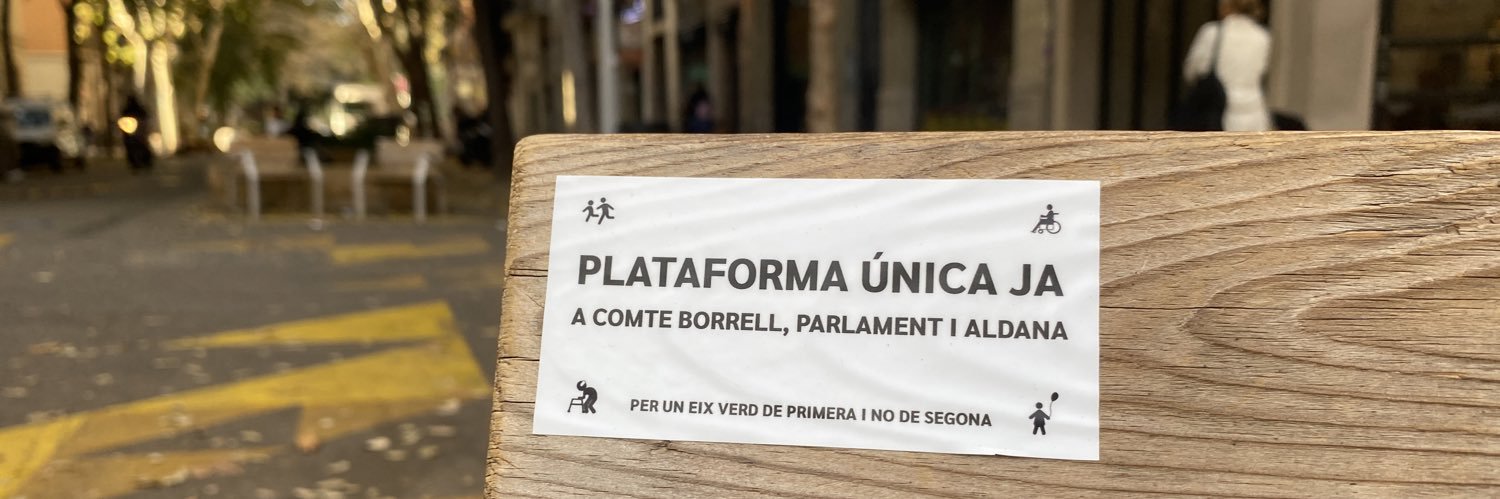 PLATAFORMA ÚNICA JA
A COMTE BORRELL, PARLAMENT I ALDANA
PER UN EIX VERD DE PRIMERA I NO DE SEGONA